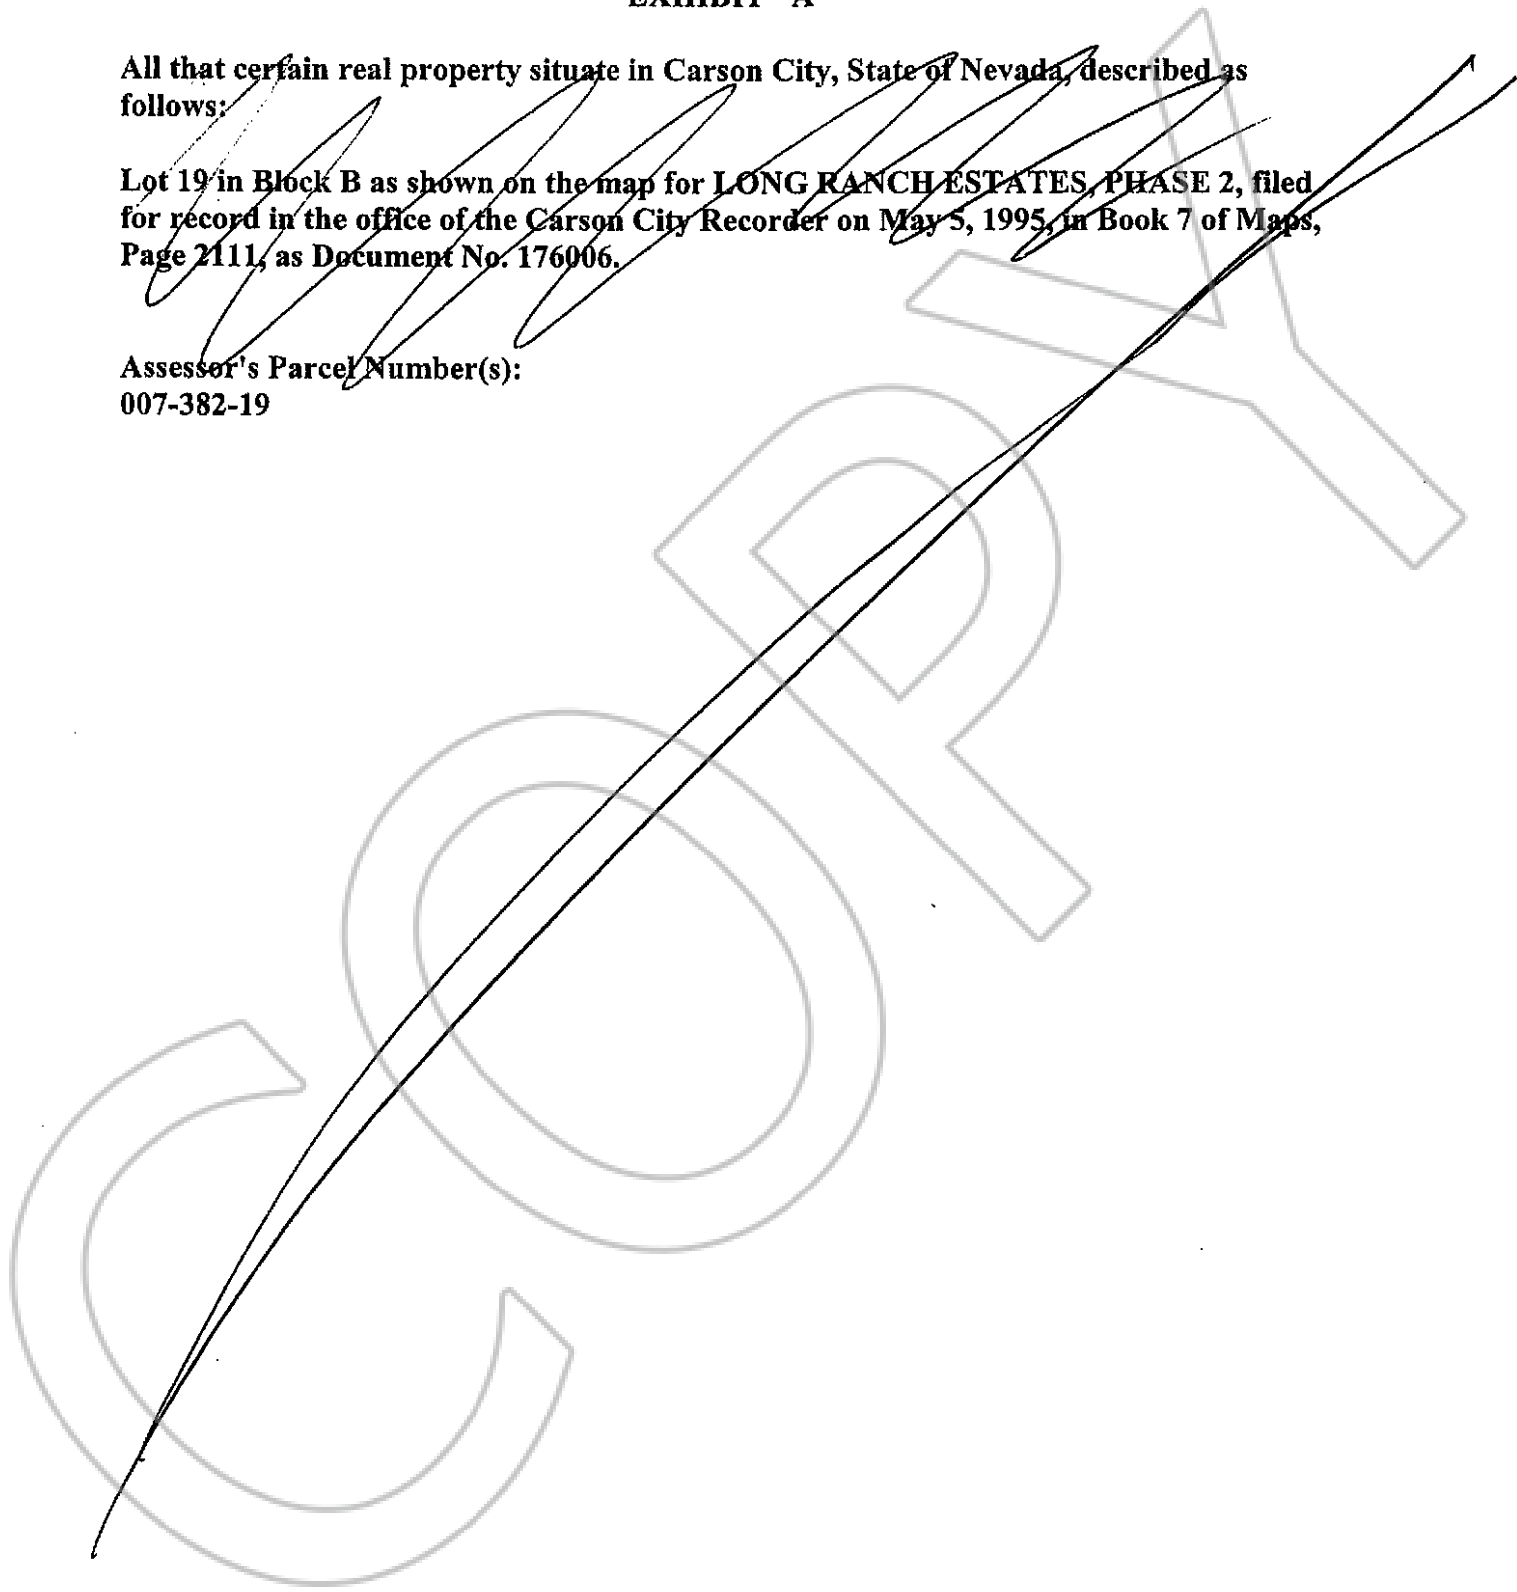 EXHIBIT "A"
All that certain real property situate in Carson City, State of Nevada, described as
follows:
Lot 19 in Block B as shown on the map for LONG RANCH ESTATES, PHASE 2, filed
for record in the office of the Carson City Recorder on May 5, 1995, in Book 7 of Maps,
Page 2111, as Document No. 176006.
Assessor's Parcel Number(s):
007-382-19
COPY